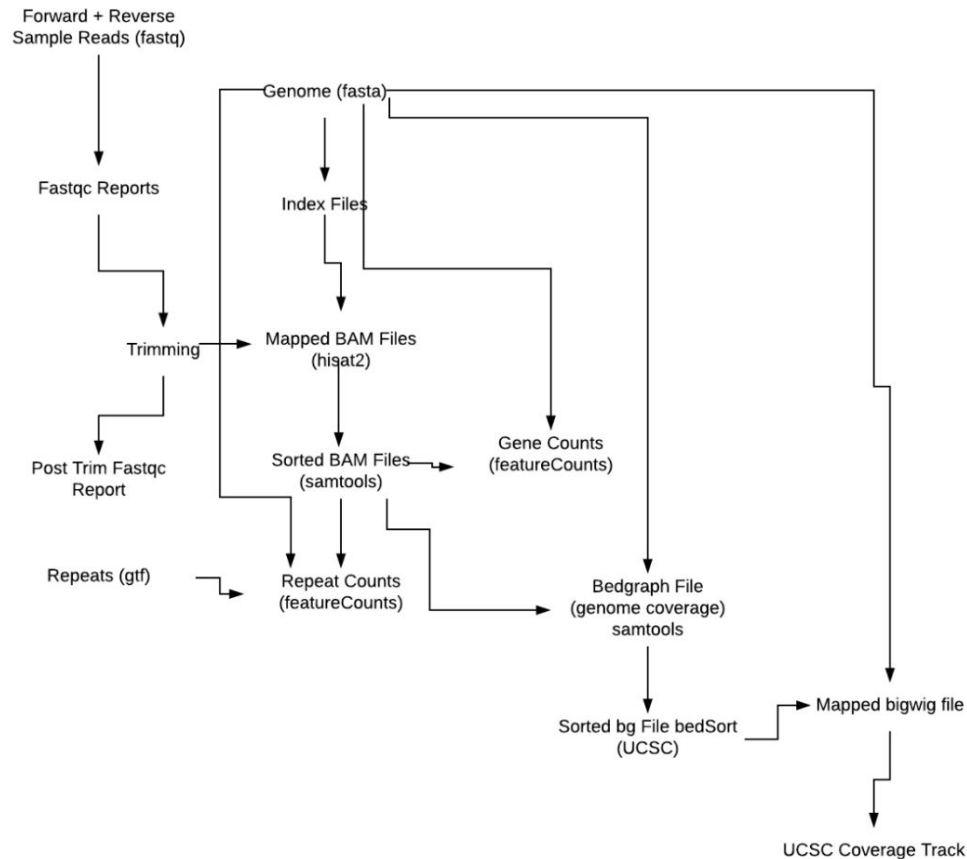 Forward + Reverse
Sample Reads (fastq)
Genome (fasta)
Fastqc Reports
Index Files
Trimming
Mapped BAM Files
(hisat2)
Gene Counts
(featureCounts)
Sorted BAM Files
(samtools)
Post Trim Fastqc
Report
Repeats (gtf)
Repeat Counts
(featureCounts)
Bedgraph File
(genome coverage)
samtools
Mapped bigwig file
Sorted bg File bedSort
(UCSC)
UCSC Coverage Track